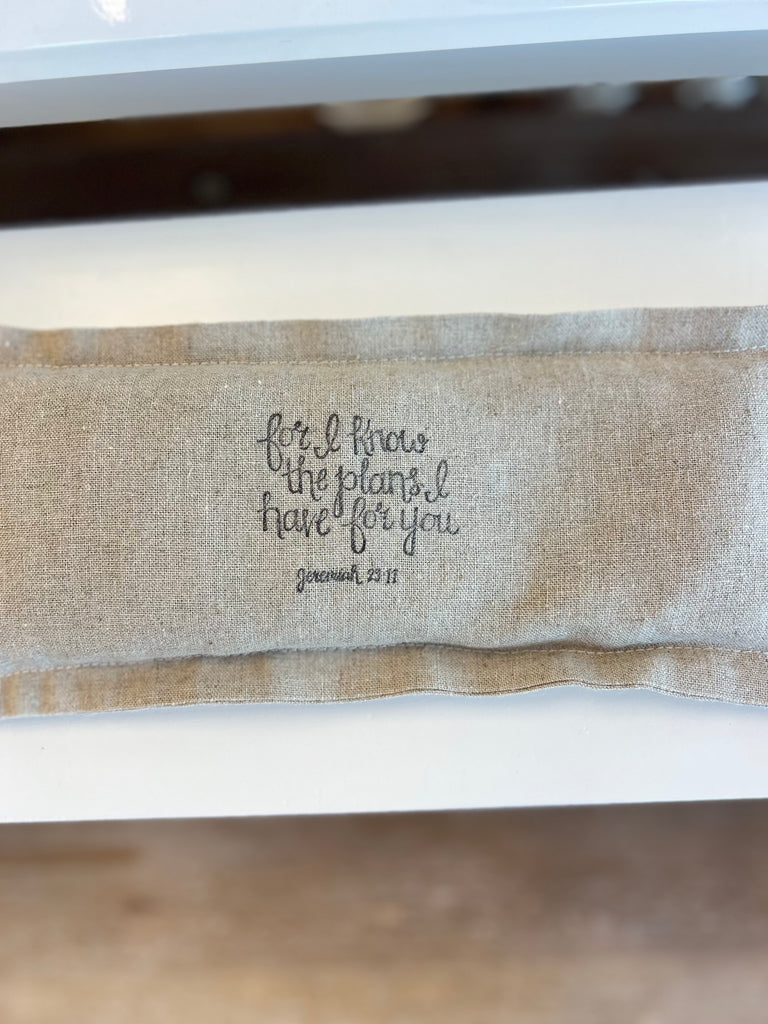 for I know
the plans I
have for you
Jeremiah 29:11